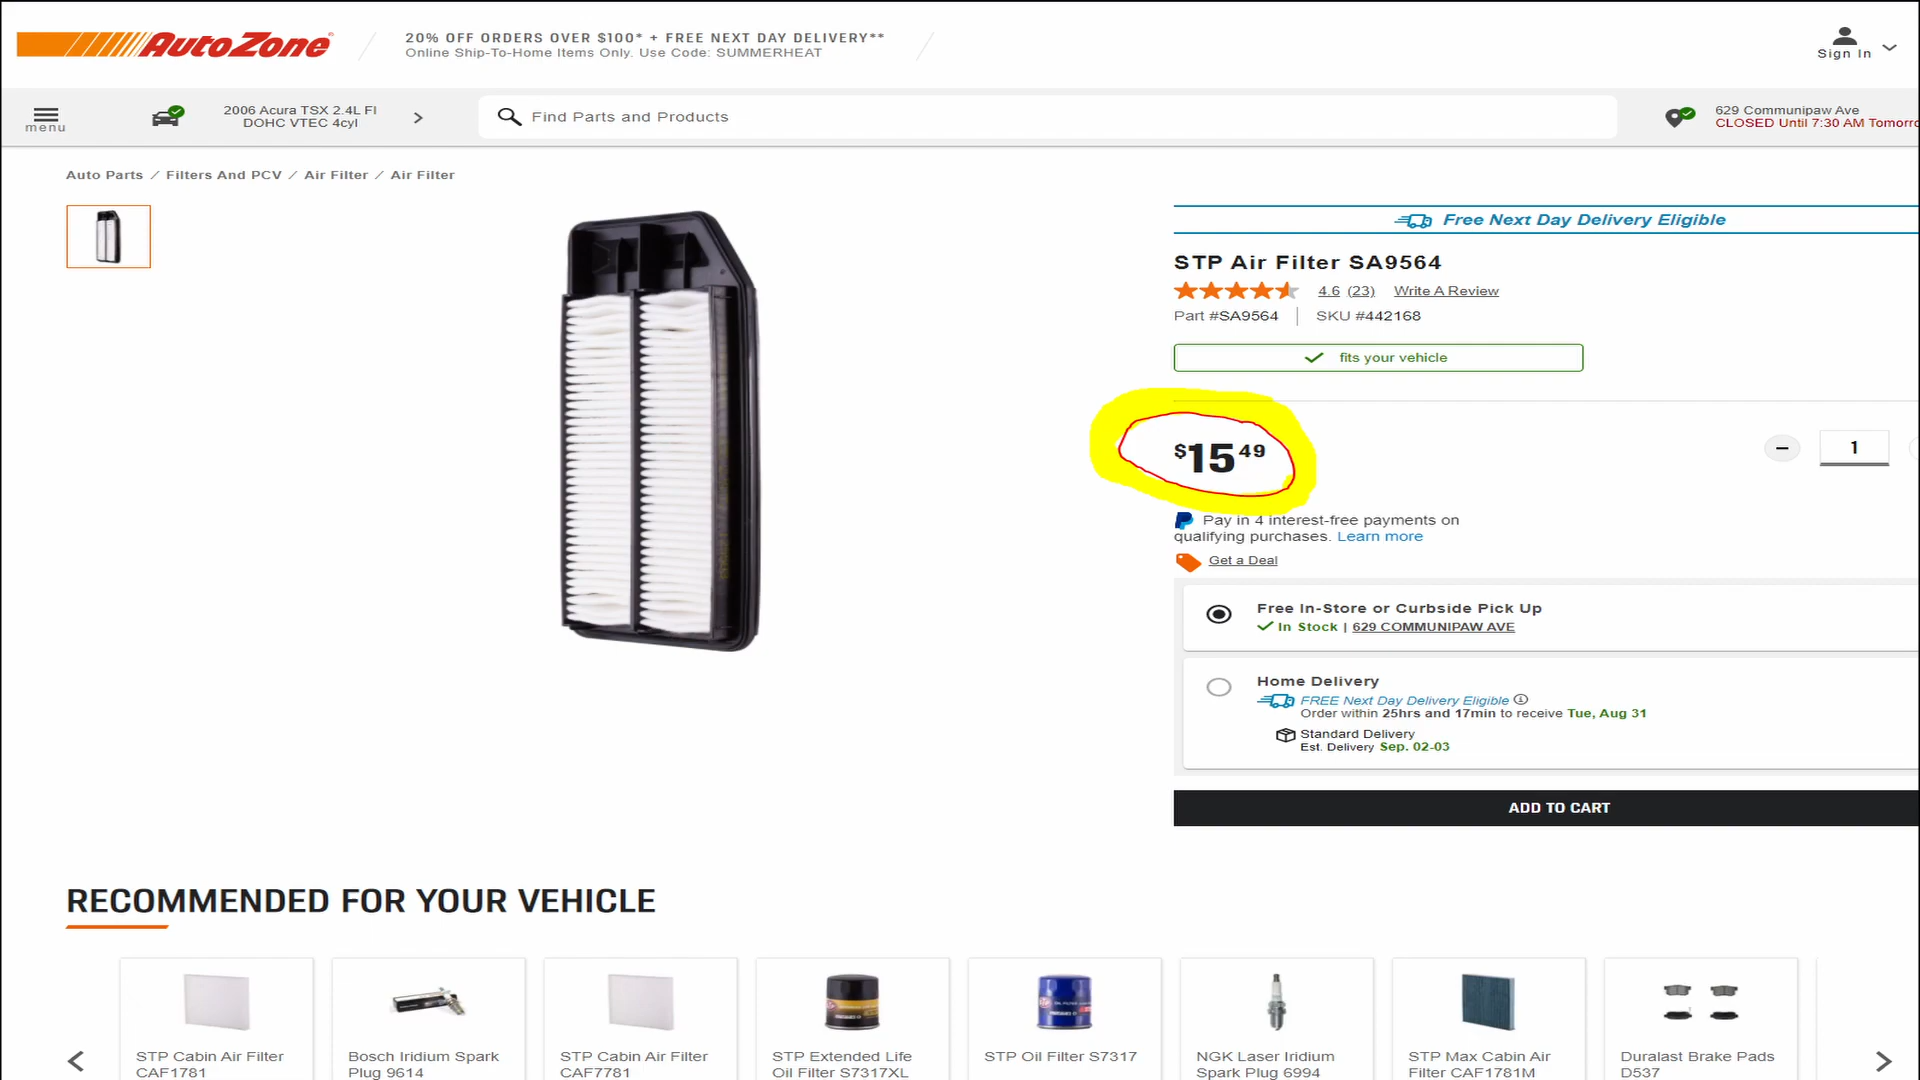 AutoZone
20% OFF ORDERS OVER $100* + FREE NEXT DAY DELIVERY**
Online Ship-To-Home Items Only. Use Code: SUMMERHEAT
Sign In
menu
2006 Acura TSX 2.4L FI
DOHC VTEC 4cyl
Find Parts and Products
629 Communipaw Ave
CLOSED Until 7:30 AM Tomorro
Auto Parts / Filters And PCV / Air Filter / Air Filter
Free Next Day Delivery Eligible
STP Air Filter SA9564
4.6 (23) Write A Review
Part #SA9564 | SKU #442168
fits your vehicle
$15 49
1
Pay in 4 interest-free payments on
qualifying purchases. Learn more
Get a Deal
Free In-Store or Curbside Pick Up
In Stock | 629 COMMUNIPAW AVE
Home Delivery
FREE Next Day Delivery Eligible
Order within 25hrs and 17min to receive Tue, Aug 31
Standard Delivery
Est. Delivery Sep. 02-03
ADD TO CART
RECOMMENDED FOR YOUR VEHICLE
STP Cabin Air Filter
CAF1781
Bosch Iridium Spark
Plug 9614
STP Cabin Air Filter
CAF7781
STP Extended Life
Oil Filter S7317XL
STP Oil Filter S7317
NGK Laser Iridium
Spark Plug 6994
STP Max Cabin Air
Filter CAF1781M
Duralast Brake Pads
D537